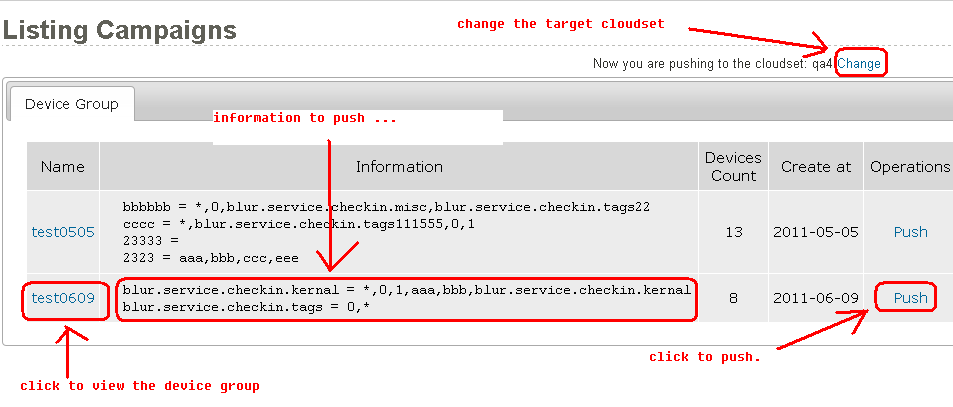 change the target cloudset
Listing Campaigns
Now you are pushing to the cloudset: qa4 Change
Device Group
information to push ...
Name Information Devices Count Create at Operations
bbbbbb = *,0,blur.service.checkin.misc,blur.service.checkin.tags22
cccc = *,blur.service.checkin.tags111555,0,1
test0505 13 2011-05-05 Push
23333 =
2323 = aaa,bbb,ccc,eee
blur.service.checkin.kernal = *,0,1,aaa,bbb,blur.service.checkin.kernal
test0609 8 2011-06-09 Push
blur.service.checkin.tags = 0,*
click to push.
click to view the device group